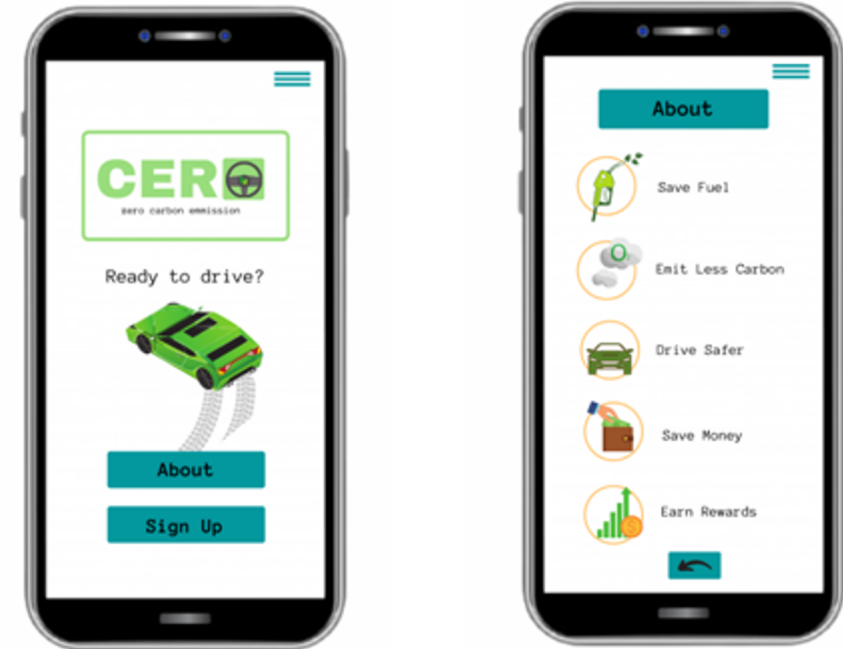 CERO
zero carbon emmission
Ready to drive?
About
Sign Up
About
Save Fuel
Emit Less Carbon
Drive Safer
Save Money
Earn Rewards